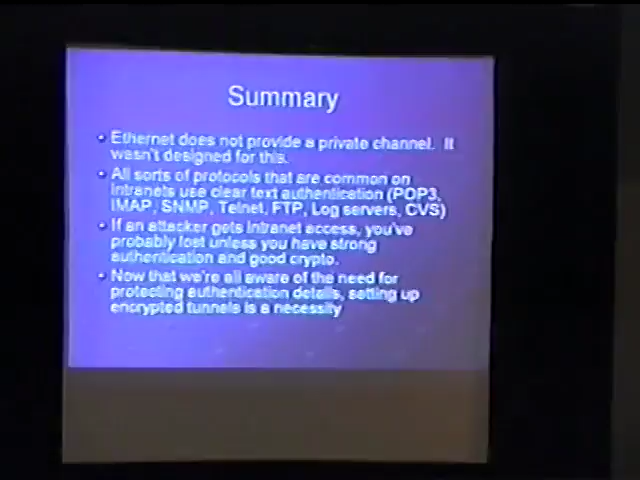 Summary
• Ethernet does not provide a private channel. It
wasn't designed for this.
• All sorts of protocols that are common on
intranets use clear text authentication (POP3,
IMAP, SNMP, Telnet, FTP, Log servers, CVS)
• If an attacker gets intranet access, you've
probably lost unless you have strong
authentication and good crypto.
• Now that we're all aware of the need for
protecting authentication details, setting up
encrypted tunnels is a necessity